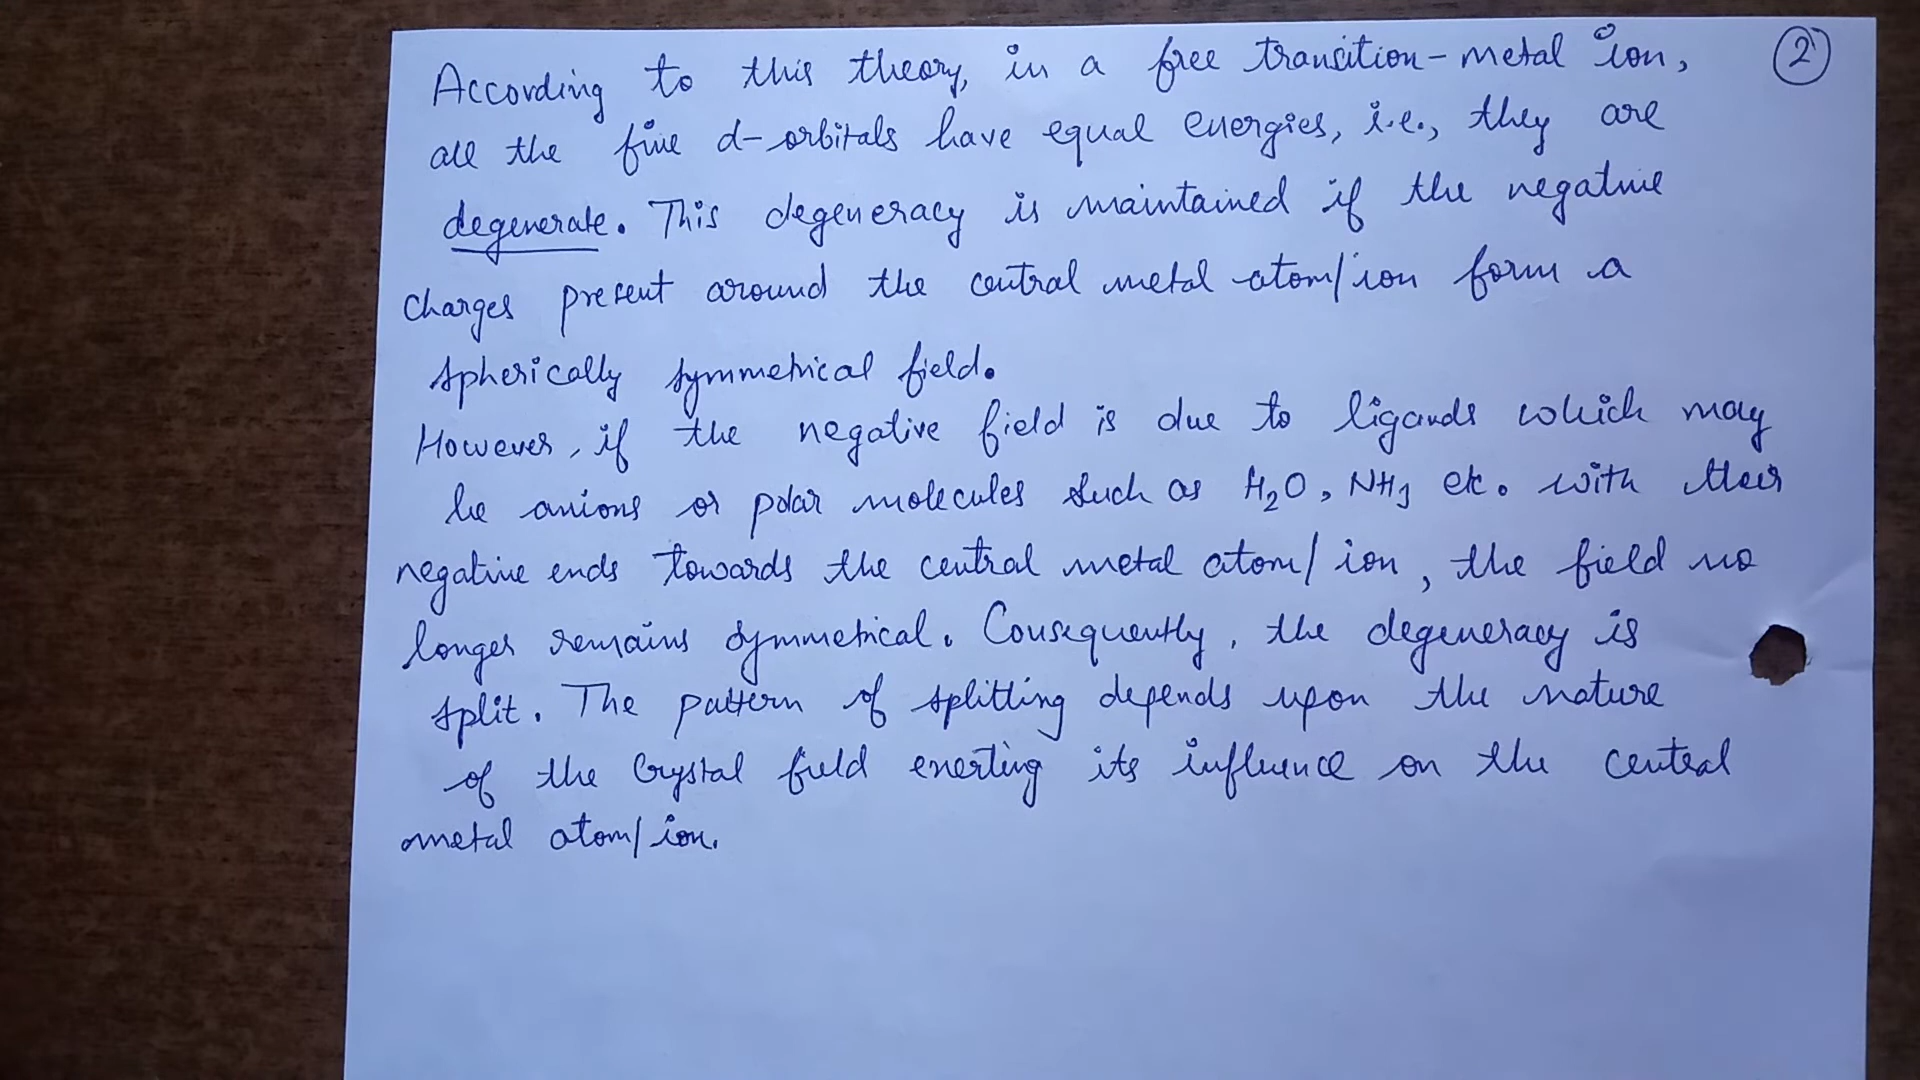 According to this theory, in a free transition-metal ion, ②
all the five d-orbitals have equal energies, i.e., they are
degenerate. This degeneracy is maintained if the negative
charges present around the central metal atom/ion form a
spherically symmetrical field.
However, if the negative field is due to ligands which may
be anions or polar molecules such as H₂O, NH₃ etc. with their
negative ends towards the central metal atom/ion, the field no
longer remains symmetrical. Consequently, the degeneracy is
split. The pattern of splitting depends upon the nature
of the crystal field exerting its influence on the central
metal atom/ion.